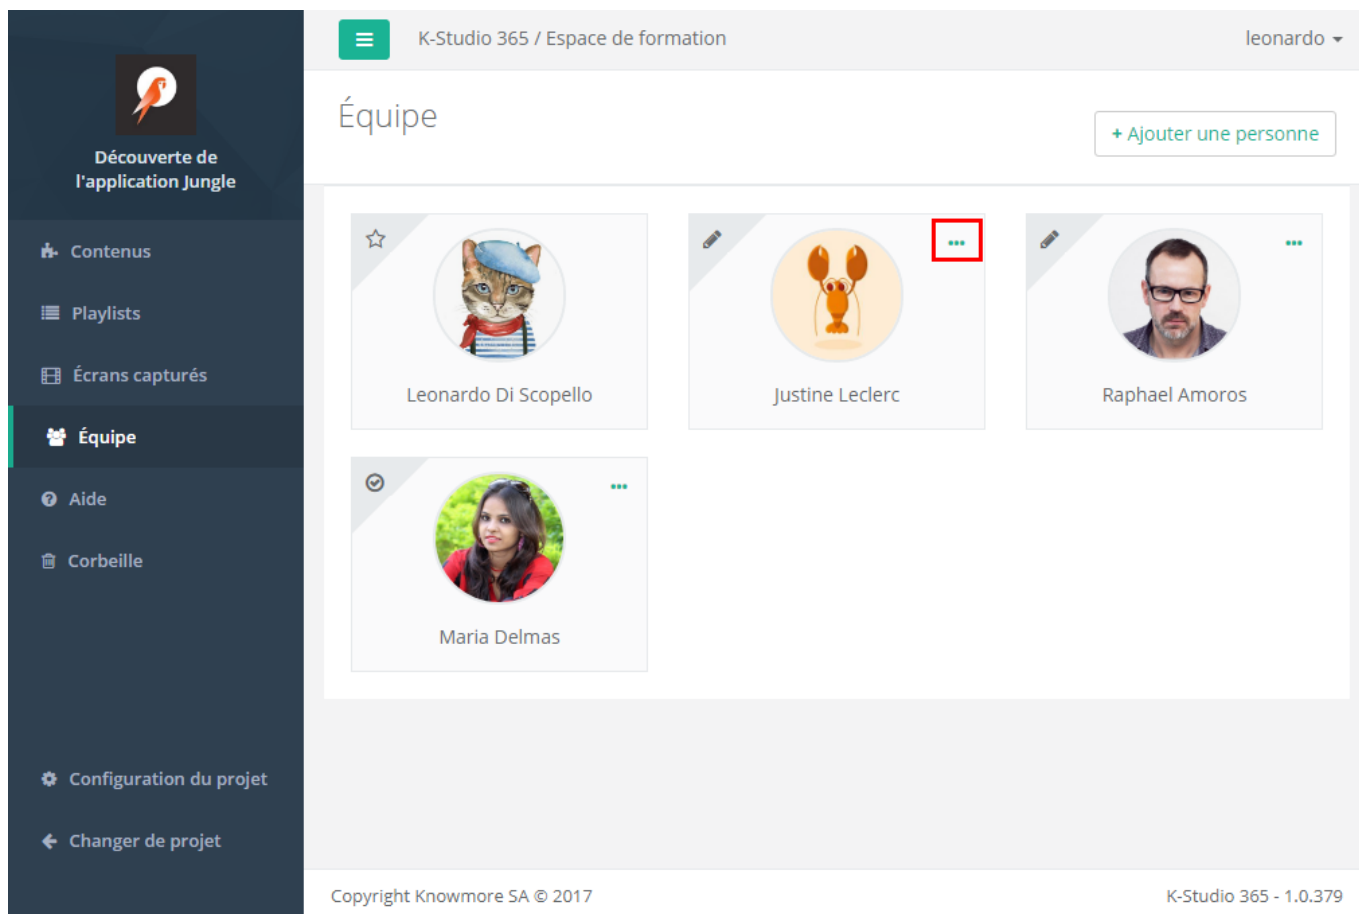 K-Studio 365 / Espace de formation
leonardo
Découverte de
l'application Jungle
Contenus
Playlists
Écrans capturés
Équipe
Aide
Corbeille
Configuration du projet
Changer de projet
Équipe
+ Ajouter une personne
Leonardo Di Scopello
Justine Leclerc
Raphael Amoros
Maria Delmas
Copyright Knowmore SA © 2017
K-Studio 365 - 1.0.379